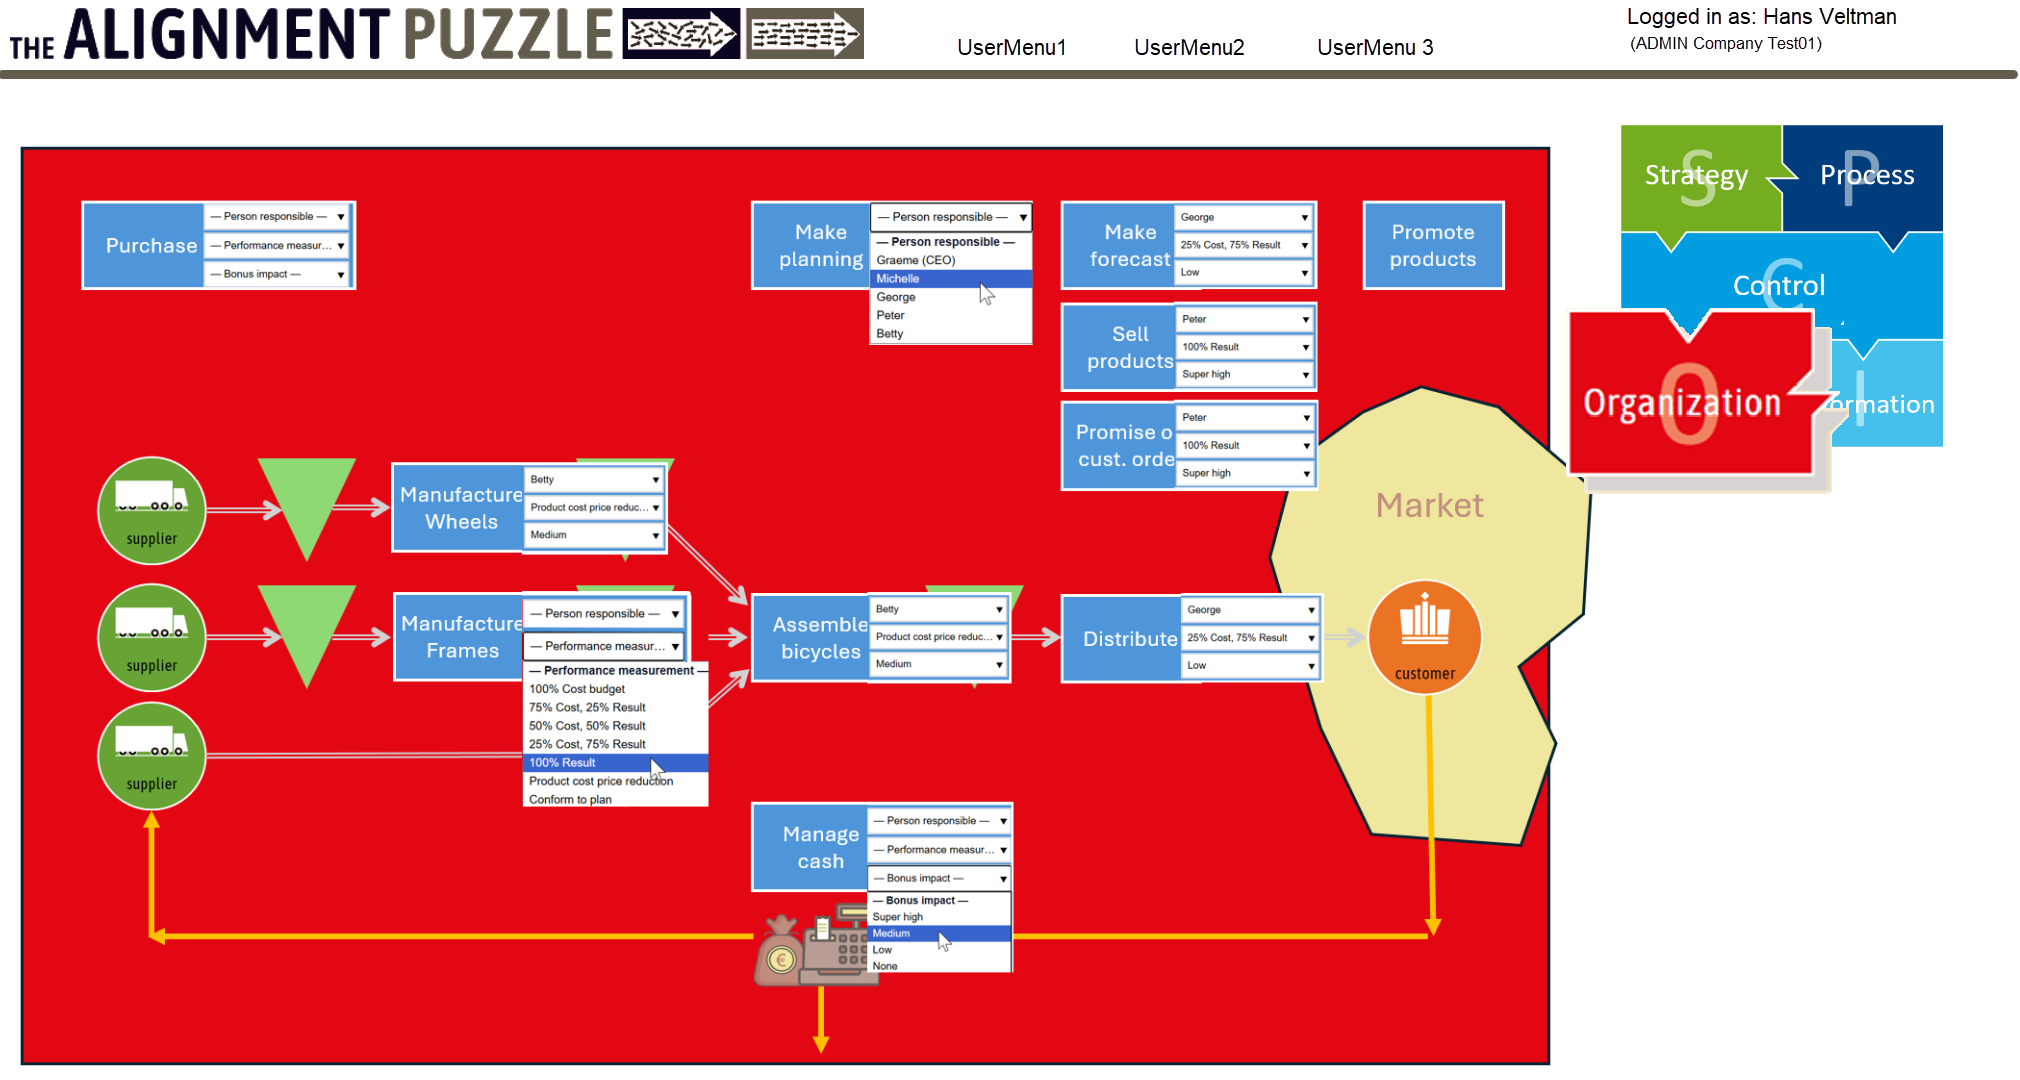 THE ALIGNMENT PUZZLE
UserMenu1
UserMenu2
UserMenu 3
Logged in as: Hans Veltman
(ADMIN Company Test01)
Purchase
— Person responsible —
— Performance measur...
— Bonus impact —
Make
planning
— Person responsible —
— Person responsible —
Graeme (CEO)
Michelle
George
Peter
Betty
Make
forecast
George
25% Cost, 75% Result
Low
Promote
products
Sell
products
Peter
100% Result
Super high
Promise o
cust. orde
Peter
100% Result
Super high
Strategy
S
Process
P
Control
C
Organization
O
ormation
I
Market
supplier
Manufacture
Wheels
Betty
Product cost price reduc...
Medium
supplier
Manufacture
Frames
— Person responsible —
— Performance measur...
— Performance measurement —
100% Cost budget
75% Cost, 25% Result
50% Cost, 50% Result
25% Cost, 75% Result
100% Result
Product cost price reduction
Conform to plan
Assemble
bicycles
Betty
Product cost price reduc...
Medium
Distribute
George
25% Cost, 75% Result
Low
customer
supplier
Manage
cash
— Person responsible —
— Performance measur...
— Bonus impact —
— Bonus impact —
Super high
Medium
Low
None
€